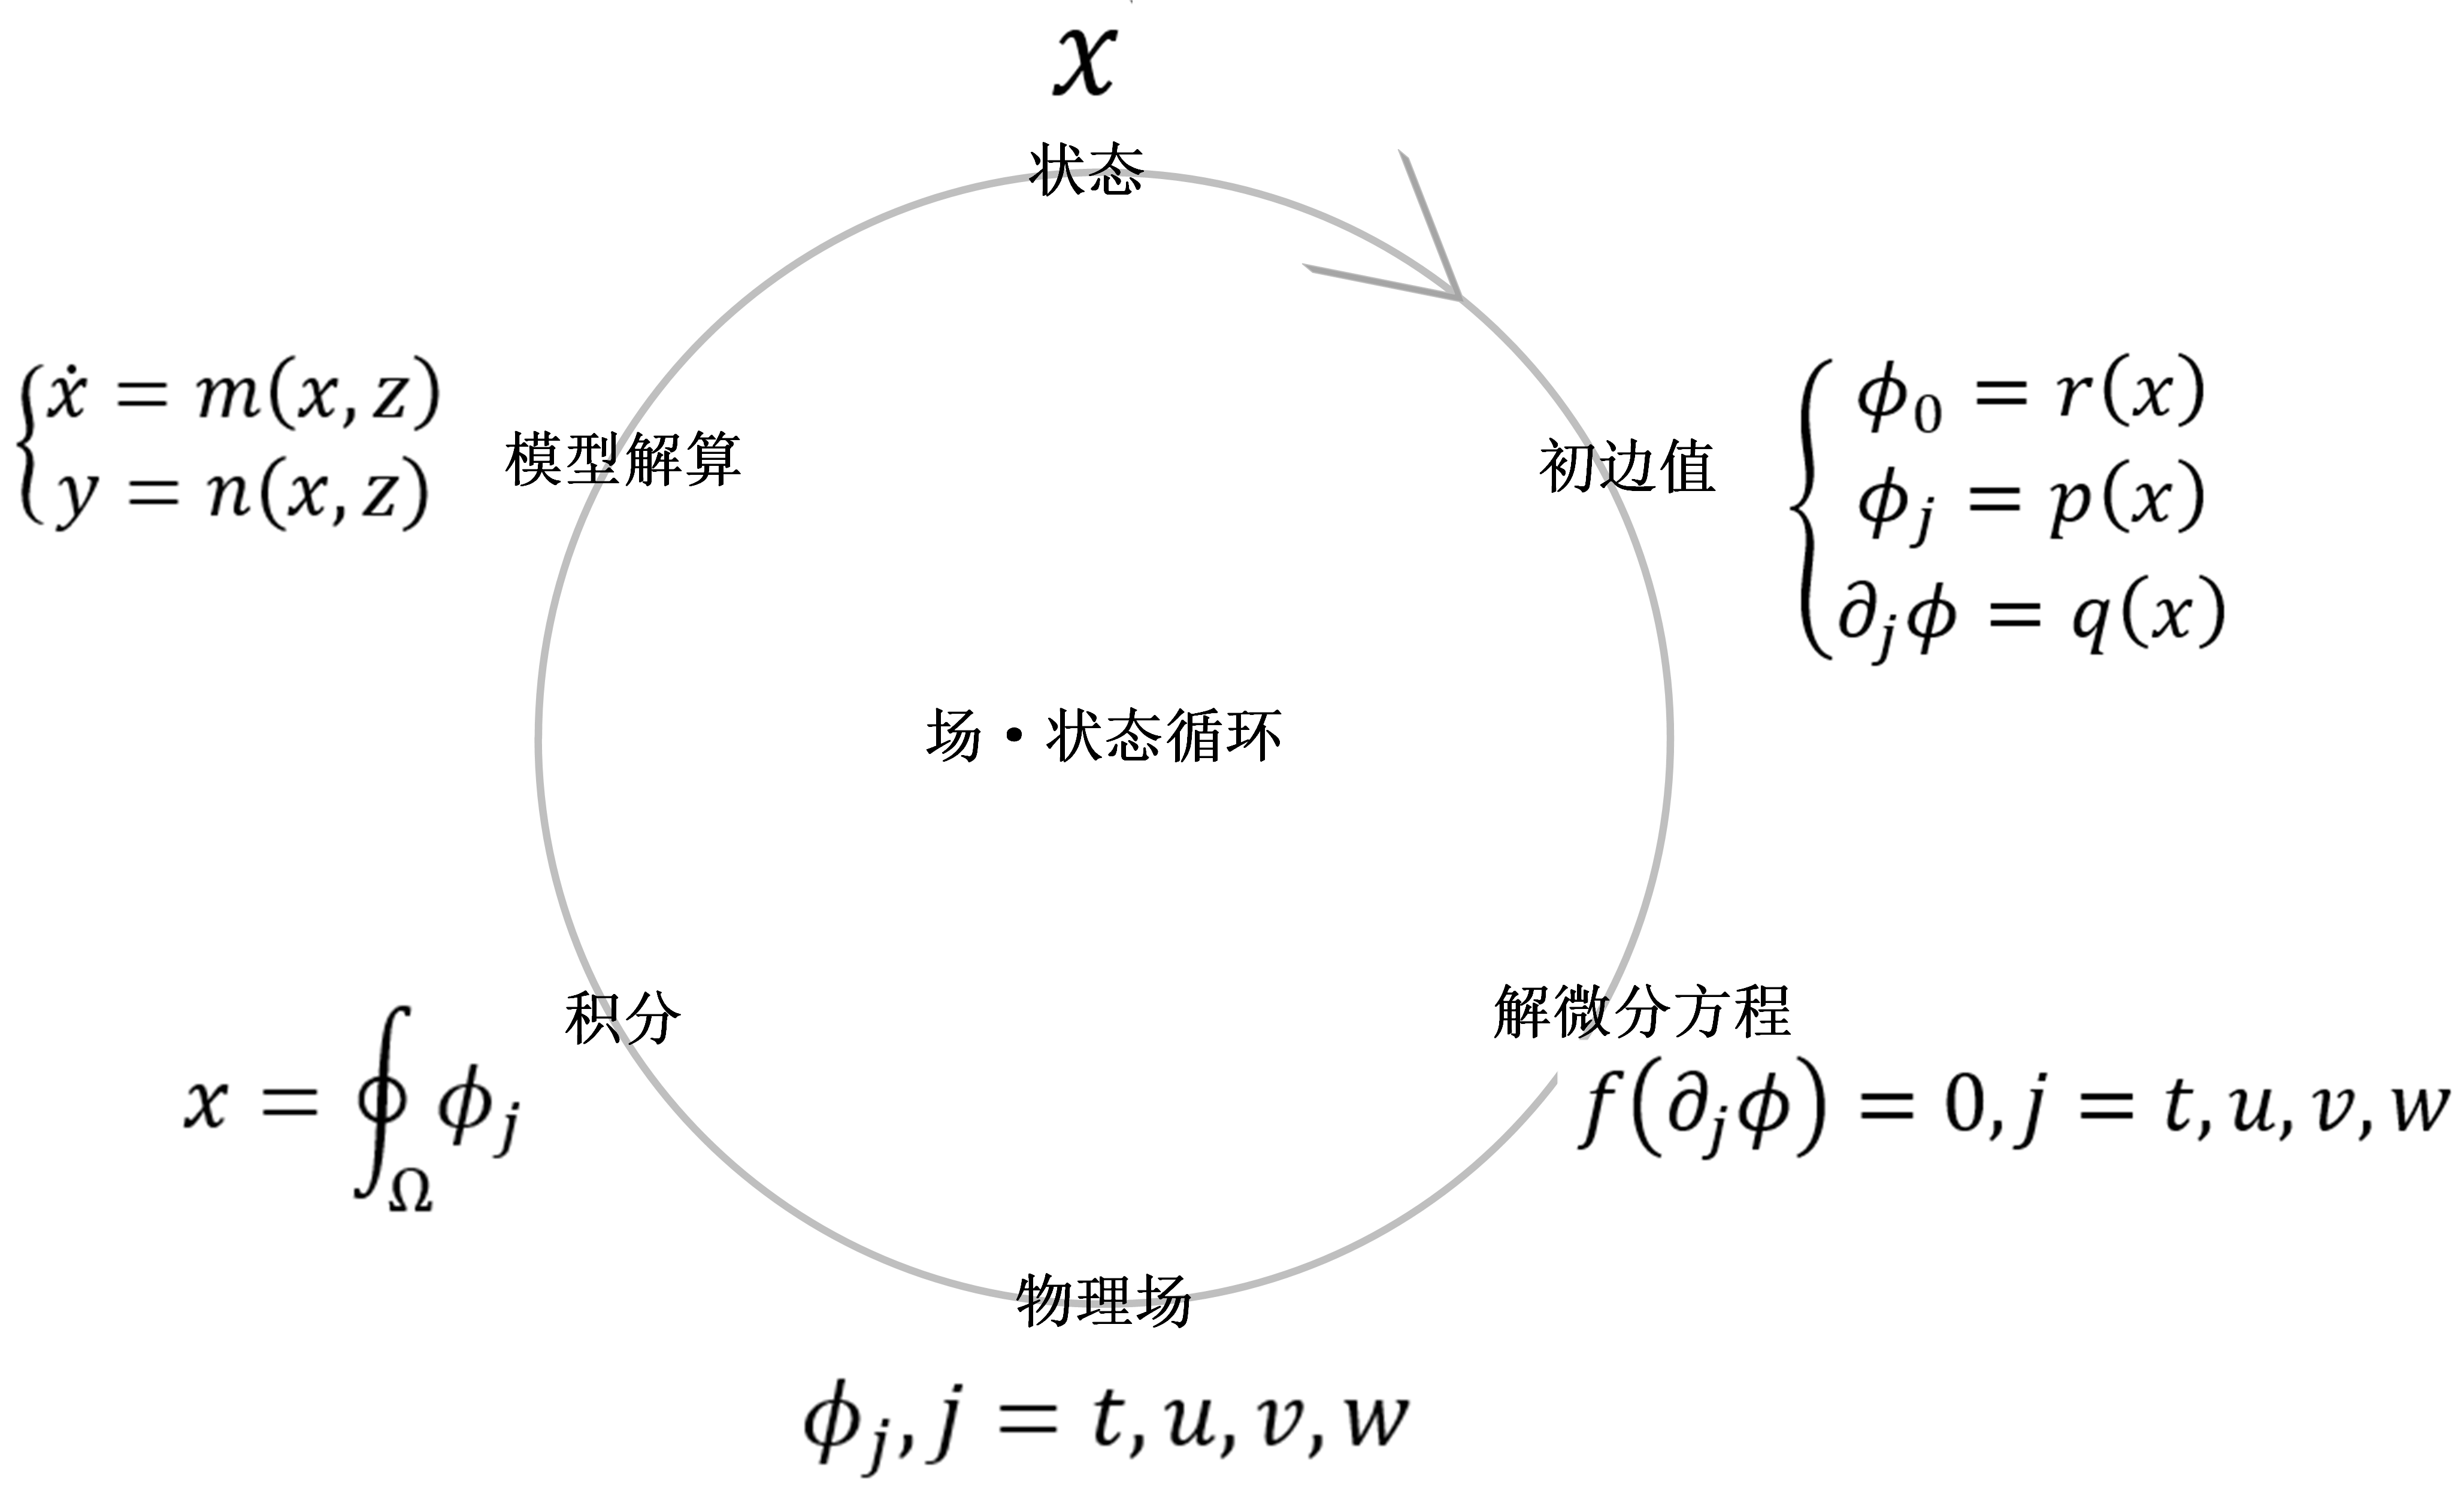 x
状态
ẋ = m(x, z)
y = n(x, z)
模型解算
初边值
ϕ₀ = r(x)
ϕⱼ = p(x)
∂ⱼϕ = q(x)
场・状态循环
积分
x = ∮_Ω ϕⱼ
解微分方程
f(∂ⱼϕ) = 0, j = t, u, v, w
物理场
ϕⱼ, j = t, u, v, w